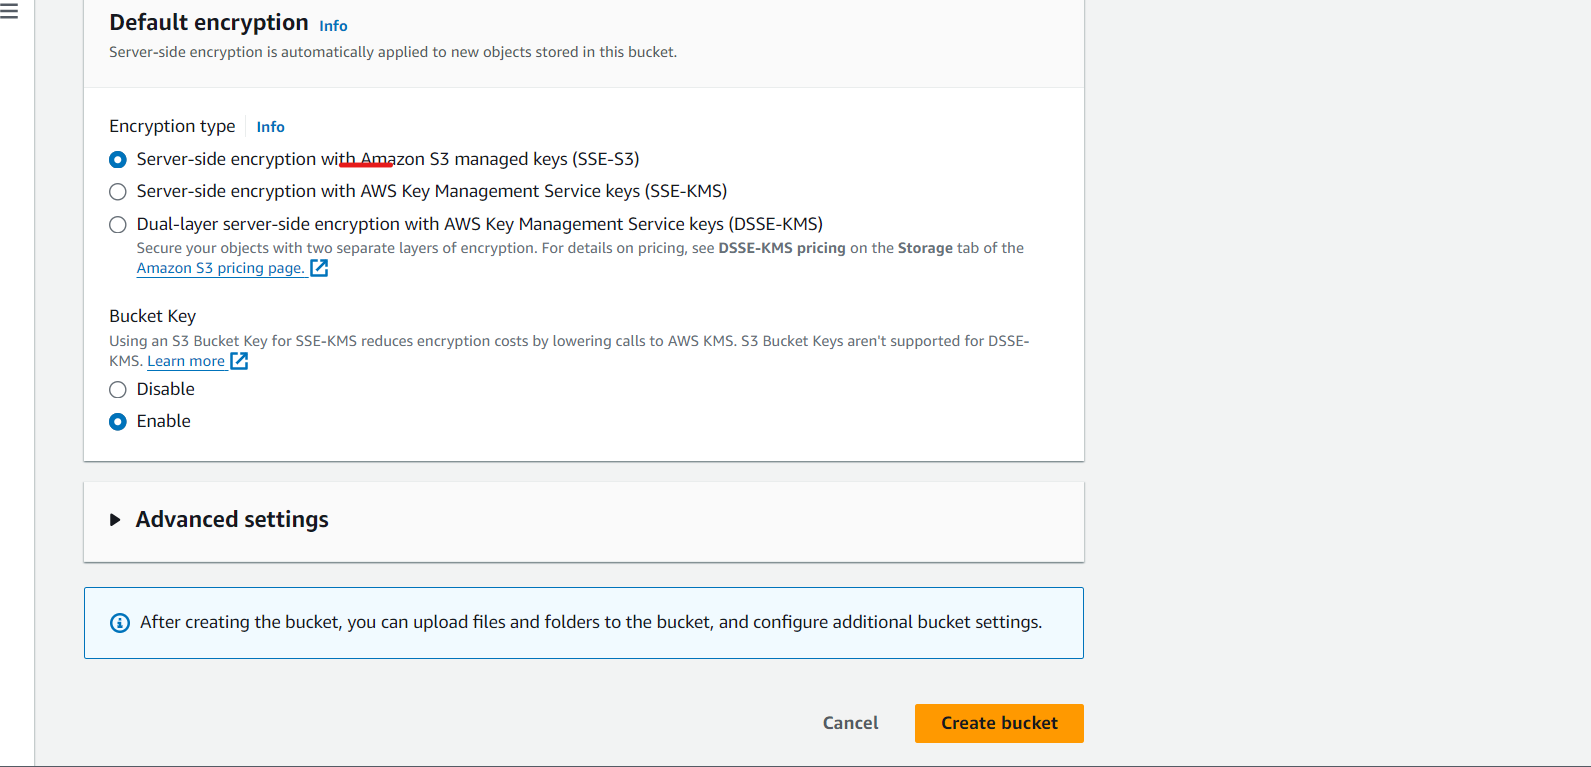 Default encryption Info
Server-side encryption is automatically applied to new objects stored in this bucket.
Encryption type Info
Server-side encryption with Amazon S3 managed keys (SSE-S3)
Server-side encryption with AWS Key Management Service keys (SSE-KMS)
Dual-layer server-side encryption with AWS Key Management Service keys (DSSE-KMS)
Secure your objects with two separate layers of encryption. For details on pricing, see DSSE-KMS pricing on the Storage tab of the
Amazon S3 pricing page.
Bucket Key
Using an S3 Bucket Key for SSE-KMS reduces encryption costs by lowering calls to AWS KMS. S3 Bucket Keys aren't supported for DSSE-
KMS. Learn more
Disable
Enable
Advanced settings
After creating the bucket, you can upload files and folders to the bucket, and configure additional bucket settings.
Cancel Create bucket